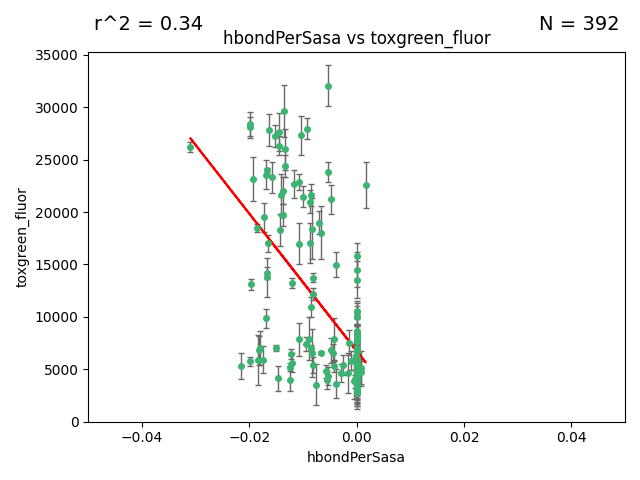 r^2 = 0.34
N = 392
hbondPerSasa vs toxgreen_fluor
35000
30000
25000
20000
15000
10000
5000
0
toxgreen_fluor
−0.04
−0.02
0.00
0.02
0.04
hbondPerSasa